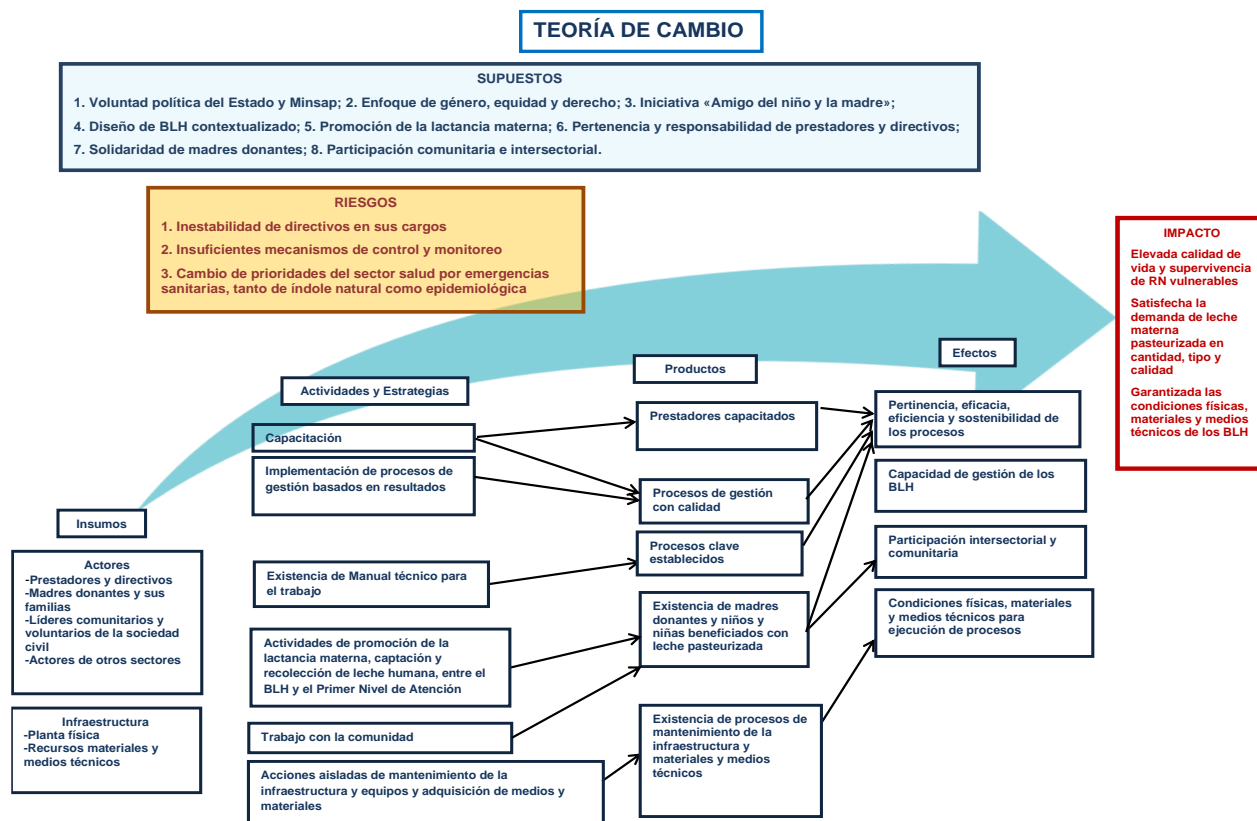 TEORÍA DE CAMBIO
SUPUESTOS
1. Voluntad política del Estado y Minsap; 2. Enfoque de género, equidad y derecho; 3. Iniciativa «Amigo del niño y la madre»;
4. Diseño de BLH contextualizado; 5. Promoción de la lactancia materna; 6. Pertenencia y responsabilidad de prestadores y directivos;
7. Solidaridad de madres donantes; 8. Participación comunitaria e intersectorial.
RIESGOS
1. Inestabilidad de directivos en sus cargos
2. Insuficientes mecanismos de control y monitoreo
3. Cambio de prioridades del sector salud por emergencias
sanitarias, tanto de índole natural como epidemiológica
Insumos
Actores
-Prestadores y directivos
-Madres donantes y sus
familias
-Líderes comunitarios y
voluntarios de la sociedad
civil
-Actores de otros sectores
Infraestructura
-Planta física
-Recursos materiales y
medios técnicos
Actividades y Estrategias
Capacitación
Implementación de procesos de
gestión basados en resultados
Existencia de Manual técnico para
el trabajo
Actividades de promoción de la
lactancia materna, captación y
recolección de leche humana, entre el
BLH y el Primer Nivel de Atención
Trabajo con la comunidad
Acciones aisladas de mantenimiento de la
infraestructura y equipos y adquisición de medios y
materiales
Productos
Prestadores capacitados
Procesos de gestión
con calidad
Procesos clave
establecidos
Existencia de madres
donantes y niños y
niñas beneficiados con
leche pasteurizada
Existencia de procesos de
mantenimiento de la
infraestructura y
materiales y medios
técnicos
Efectos
Pertinencia, eficacia,
eficiencia y sostenibilidad de
los procesos
Capacidad de gestión de los
BLH
Participación intersectorial y
comunitaria
Condiciones físicas, materiales
y medios técnicos para
ejecución de procesos
IMPACTO
Elevada calidad de
vida y supervivencia
de RN vulnerables
Satisfecha la
demanda de leche
materna
pasteurizada en
cantidad, tipo y
calidad
Garantizada las
condiciones físicas,
materiales y medios
técnicos de los BLH